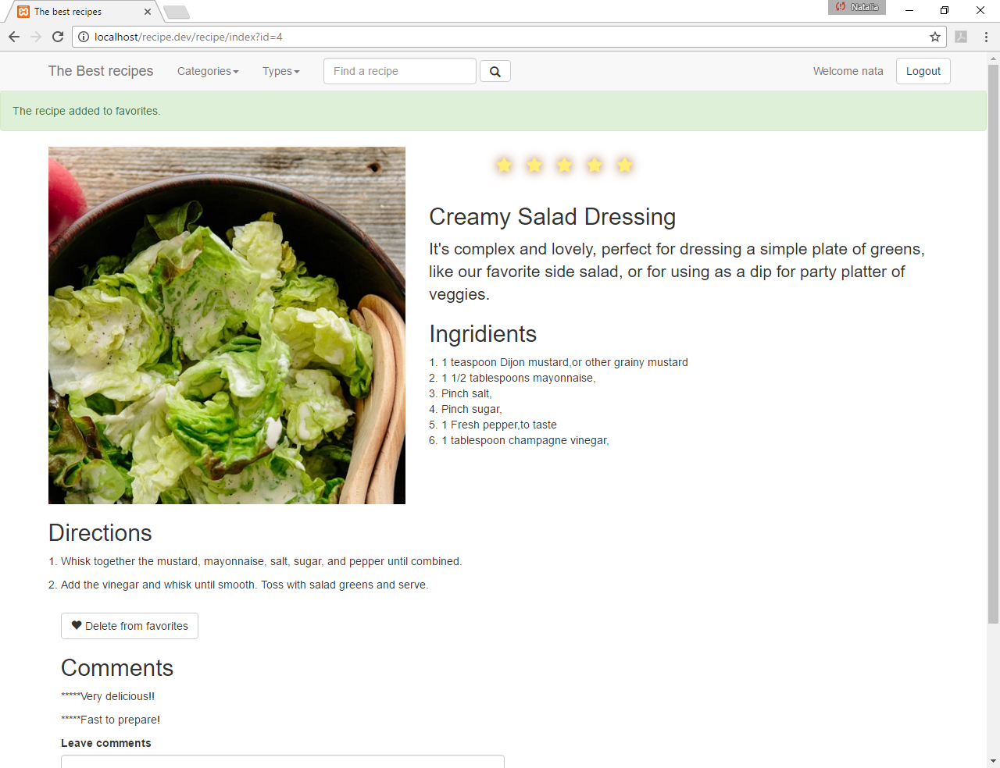 The best recipes
Natalia
localhost/recipe.dev/recipe/index?id=4
The Best recipes
Categories
Types
Find a recipe
Welcome nata
Logout
The recipe added to favorites.
Creamy Salad Dressing
It's complex and lovely, perfect for dressing a simple plate of greens,
like our favorite side salad, or for using as a dip for party platter of
veggies.
Ingridients
1. 1 teaspoon Dijon mustard,or other grainy mustard
2. 1 1/2 tablespoons mayonnaise,
3. Pinch salt,
4. Pinch sugar,
5. 1 Fresh pepper,to taste
6. 1 tablespoon champagne vinegar,
Directions
1. Whisk together the mustard, mayonnaise, salt, sugar, and pepper until combined.
2. Add the vinegar and whisk until smooth. Toss with salad greens and serve.
Delete from favorites
Comments
*****Very delicious!!
*****Fast to prepare!
Leave comments